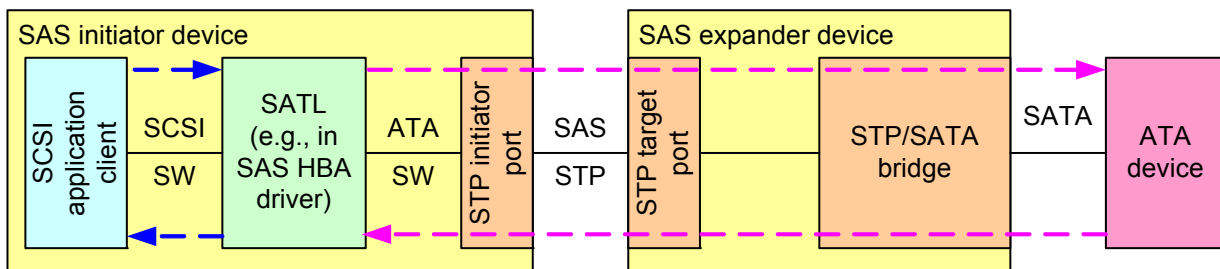 SAS initiator device
SCSI application
client
SCSI
SW
SATL
(e.g., in
SAS HBA
driver)
ATA
SW
STP initiator
port
SAS
STP
SAS expander device
STP target
port
STP/SATA
bridge
SATA
ATA
device